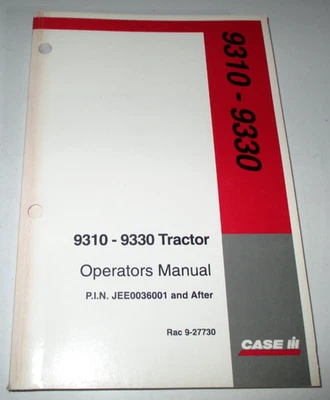 9310 - 9330
9310 - 9330 Tractor
Operators Manual
P.I.N. JEE0036001 and After
Rac 9-27730
CASE IH